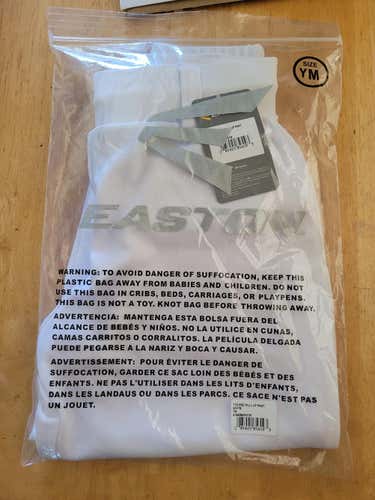 SIZE
YM
EASTON
WARNING: TO AVOID DANGER OF SUFFOCATION, KEEP THIS
PLASTIC BAG AWAY FROM BABIES AND CHILDREN. DO NOT
USE THIS BAG IN CRIBS, BEDS, CARRIAGES, OR PLAYPENS.
THIS BAG IS NOT A TOY. KNOT BAG BEFORE THROWING AWAY.
ADVERTENCIA: MANTENGA ESTA BOLSA FUERA DEL
ALCANCE DE BEBÉS Y NIÑOS. NO LA UTILICE EN CUNAS,
CAMAS CARRITOS O CORRALITOS. LA PELÍCULA DELGADA
PUEDE PEGARSE A LA NARIZ Y BOCA Y CAUSAR.
ADVERTISSEMENT: POUR ÉVITER LE DANGER DE
SUFFOCATION, GARDER CE SAC LOIN DES BÉBÉS ET DES
ENFANTS. NE PAS L'UTILISER DANS LES LITS D'ENFANTS,
DANS LES LANDAUS OU DANS LES PARCS. CE SAC N'EST PAS
UN JOUET.